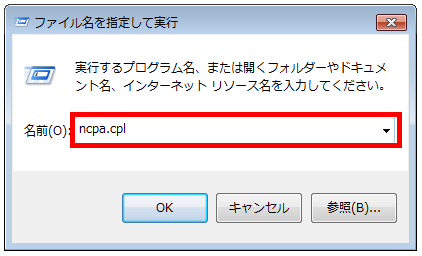 ファイル名を指定して実行
実行するプログラム名、または開くフォルダーやドキュメ
ント名、インターネット リソース名を入力してください。
名前(O): ncpa.cpl
OK キャンセル 参照(B)...